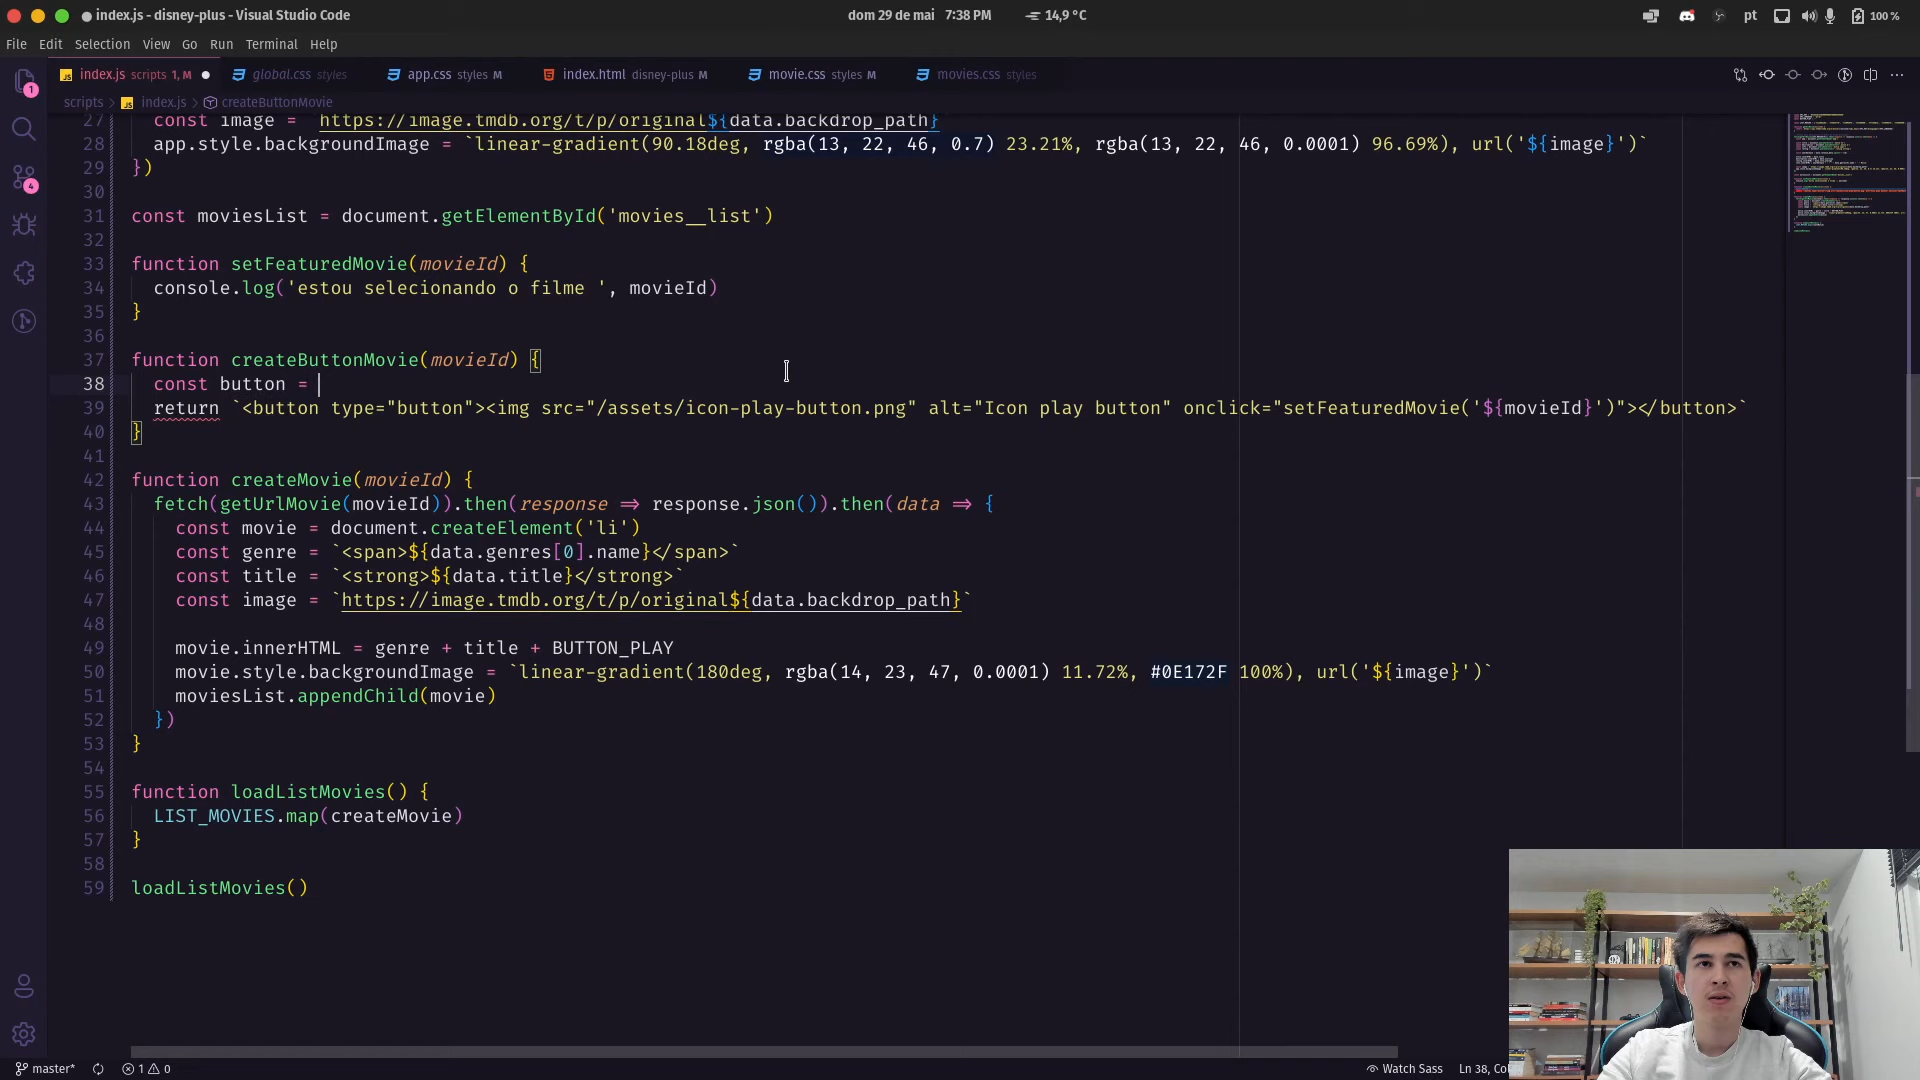 index.js - disney-plus - Visual Studio Code
dom 29 de mai 7:38 PM
14,9 °C
pt
100 %
File Edit Selection View Go Run Terminal Help
index.js scripts 1, M
global.css styles
app.css styles M
index.html disney-plus M
movie.css styles M
movies.css styles
scripts > index.js > createButtonMovie
27 const image = `https://image.tmdb.org/t/p/original${data.backdrop_path}`
28 app.style.backgroundImage = `linear-gradient(90.18deg, rgba(13, 22, 46, 0.7) 23.21%, rgba(13, 22, 46, 0.0001) 96.69%), url('${image}')`
29 })
30
31 const moviesList = document.getElementById('movies__list')
32
33 function setFeaturedMovie(movieId) {
34 console.log('estou selecionando o filme ', movieId)
35 }
36
37 function createButtonMovie(movieId) {
38 const button =
39 return `<button type="button"><img src="/assets/icon-play-button.png" alt="Icon play button" onclick="setFeaturedMovie('${movieId}')"></button>`
40 }
41
42 function createMovie(movieId) {
43 fetch(getUrlMovie(movieId)).then(response => response.json()).then(data => {
44 const movie = document.createElement('li')
45 const genre = `<span>${data.genres[0].name}</span>`
46 const title = `<strong>${data.title}</strong>`
47 const image = `https://image.tmdb.org/t/p/original${data.backdrop_path}`
48
49 movie.innerHTML = genre + title + BUTTON_PLAY
50 movie.style.backgroundImage = `linear-gradient(180deg, rgba(14, 23, 47, 0.0001) 11.72%, #0E172F 100%), url('${image}')`
51 moviesList.appendChild(movie)
52 })
53 }
54
55 function loadListMovies() {
56 LIST_MOVIES.map(createMovie)
57 }
58
59 loadListMovies()
1
4
master*
1 0
Watch Sass
Ln 38,